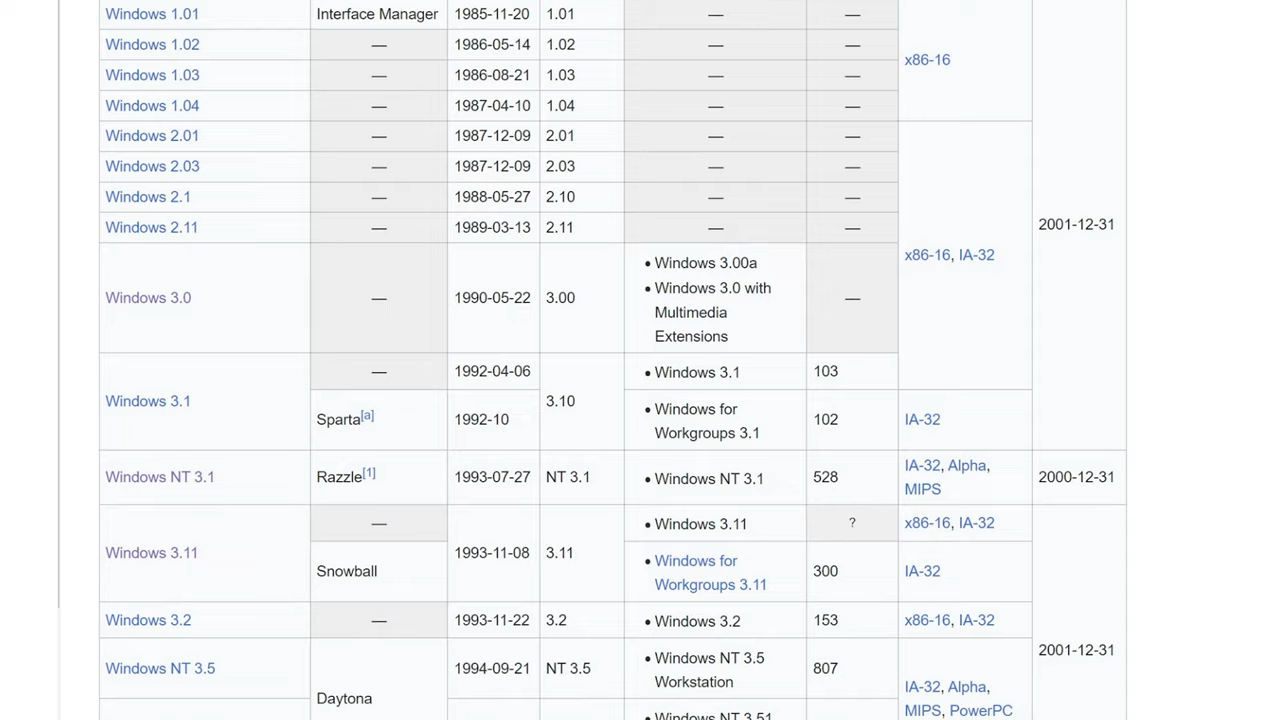 Windows 1.01 Interface Manager 1985-11-20 1.01 — —
Windows 1.02 — 1986-05-14 1.02 — —
x86-16
Windows 1.03 — 1986-08-21 1.03 — —
Windows 1.04 — 1987-04-10 1.04 — —
Windows 2.01 — 1987-12-09 2.01 — —
Windows 2.03 — 1987-12-09 2.03 — —
Windows 2.1 — 1988-05-27 2.10 — —
Windows 2.11 — 1989-03-13 2.11 — — 2001-12-31
x86-16, IA-32
• Windows 3.00a
• Windows 3.0 with
Windows 3.0 — 1990-05-22 3.00 —
Multimedia
Extensions
— 1992-04-06 • Windows 3.1 103
Windows 3.1 3.10
• Windows for
Sparta[a] 1992-10 102 IA-32
Workgroups 3.1
IA-32, Alpha,
Windows NT 3.1 Razzle[1] 1993-07-27 NT 3.1 • Windows NT 3.1 528 2000-12-31
MIPS
— • Windows 3.11 ? x86-16, IA-32
Windows 3.11 1993-11-08 3.11
• Windows for
Snowball 300 IA-32
Workgroups 3.11
Windows 3.2 — 1993-11-22 3.2 • Windows 3.2 153 x86-16, IA-32
2001-12-31
• Windows NT 3.5
Windows NT 3.5 1994-09-21 NT 3.5 807
Workstation
IA-32, Alpha,
Daytona
MIPS, PowerPC
• Windows NT 3.51